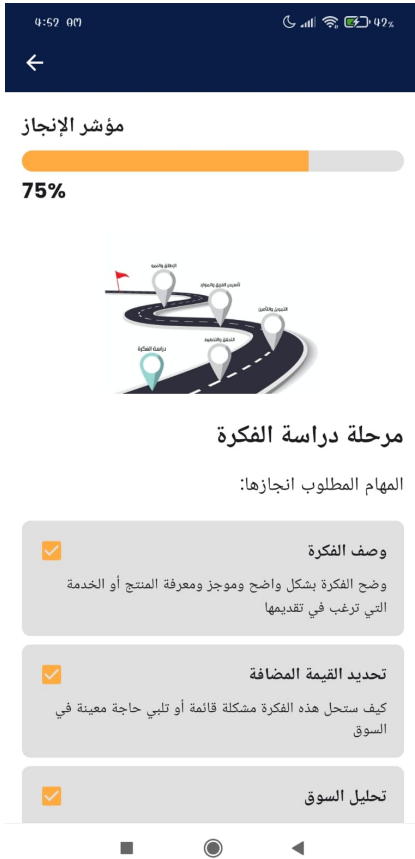 4:52 AM
42%
مؤشر الإنجاز
75%
الإطلاق والنمو
تأسيس الفريق والموارد
التمويل والتأمين
التحقق والتخطيط
دراسة الفكرة
مرحلة دراسة الفكرة
المهام المطلوب انجازها:
وصف الفكرة
وضح الفكرة بشكل واضح وموجز ومعرفة المنتج أو الخدمة
التي ترغب في تقديمها
تحديد القيمة المضافة
كيف ستحل هذه الفكرة مشكلة قائمة أو تلبي حاجة معينة في
السوق
تحليل السوق